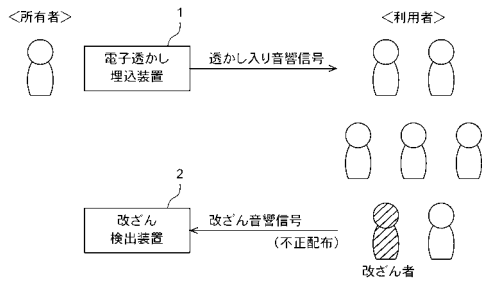 <所有者>
1
<利用者>
電子透かし
埋込装置
透かし入り音響信号
2
改ざん
検出装置
改ざん音響信号
(不正配布)
改ざん者